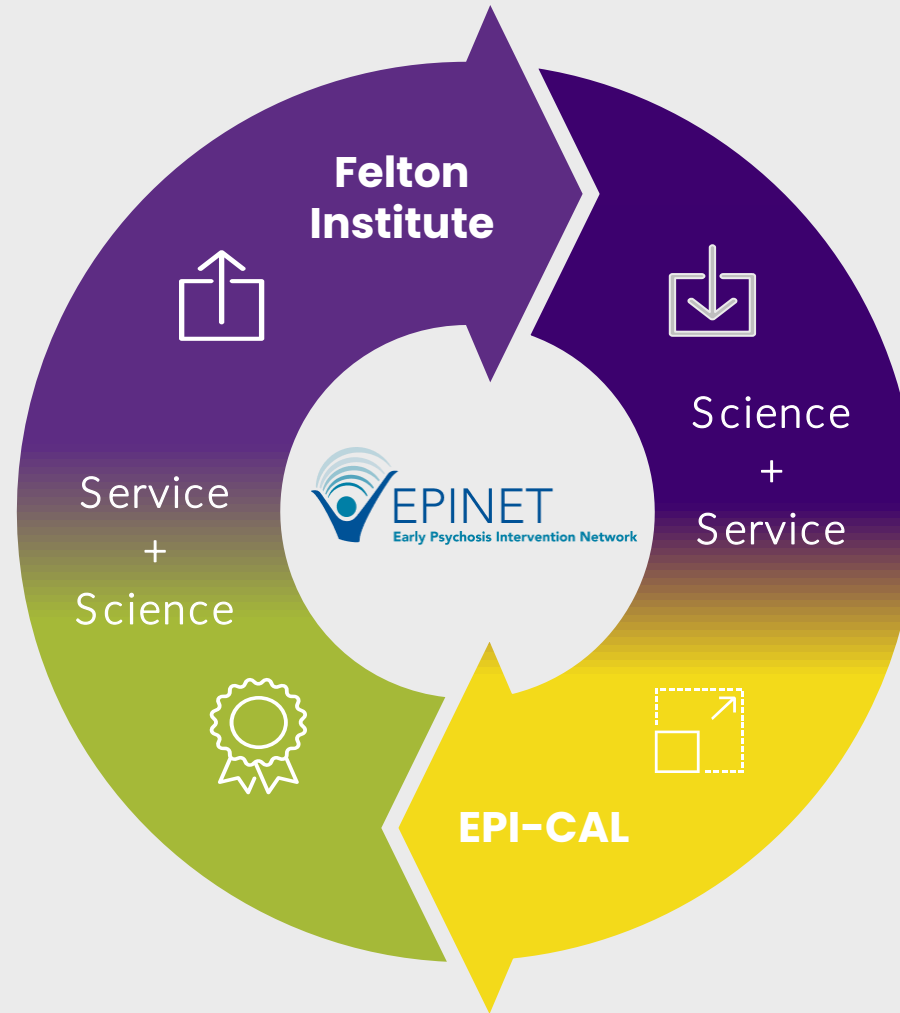 Felton
Institute
Science
+
Service
Service
+
Science
EPINET
Early Psychosis Intervention Network
EPI-CAL